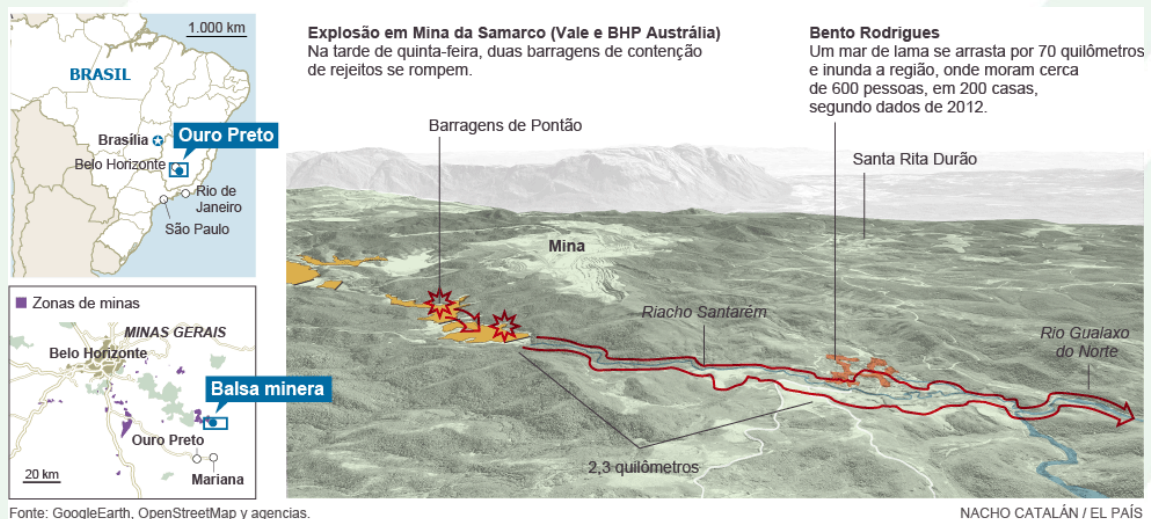 1.000 km
BRASIL
Brasília
Ouro Preto
Belo Horizonte
Rio de
Janeiro
São Paulo
Zonas de minas
MINAS GERAIS
Belo Horizonte
Balsa minera
Ouro Preto
Mariana
20 km
Explosão em Mina da Samarco (Vale e BHP Austrália)
Na tarde de quinta-feira, duas barragens de contenção
de rejeitos se rompem.
Bento Rodrigues
Um mar de lama se arrasta por 70 quilômetros
e inunda a região, onde moram cerca
de 600 pessoas, em 200 casas,
segundo dados de 2012.
Barragens de Pontão
Santa Rita Durão
Mina
Riacho Santarém
Rio Gualaxo
do Norte
2,3 quilômetros
Fonte: GoogleEarth, OpenStreetMap y agencias.
NACHO CATALÁN / EL PAÍS